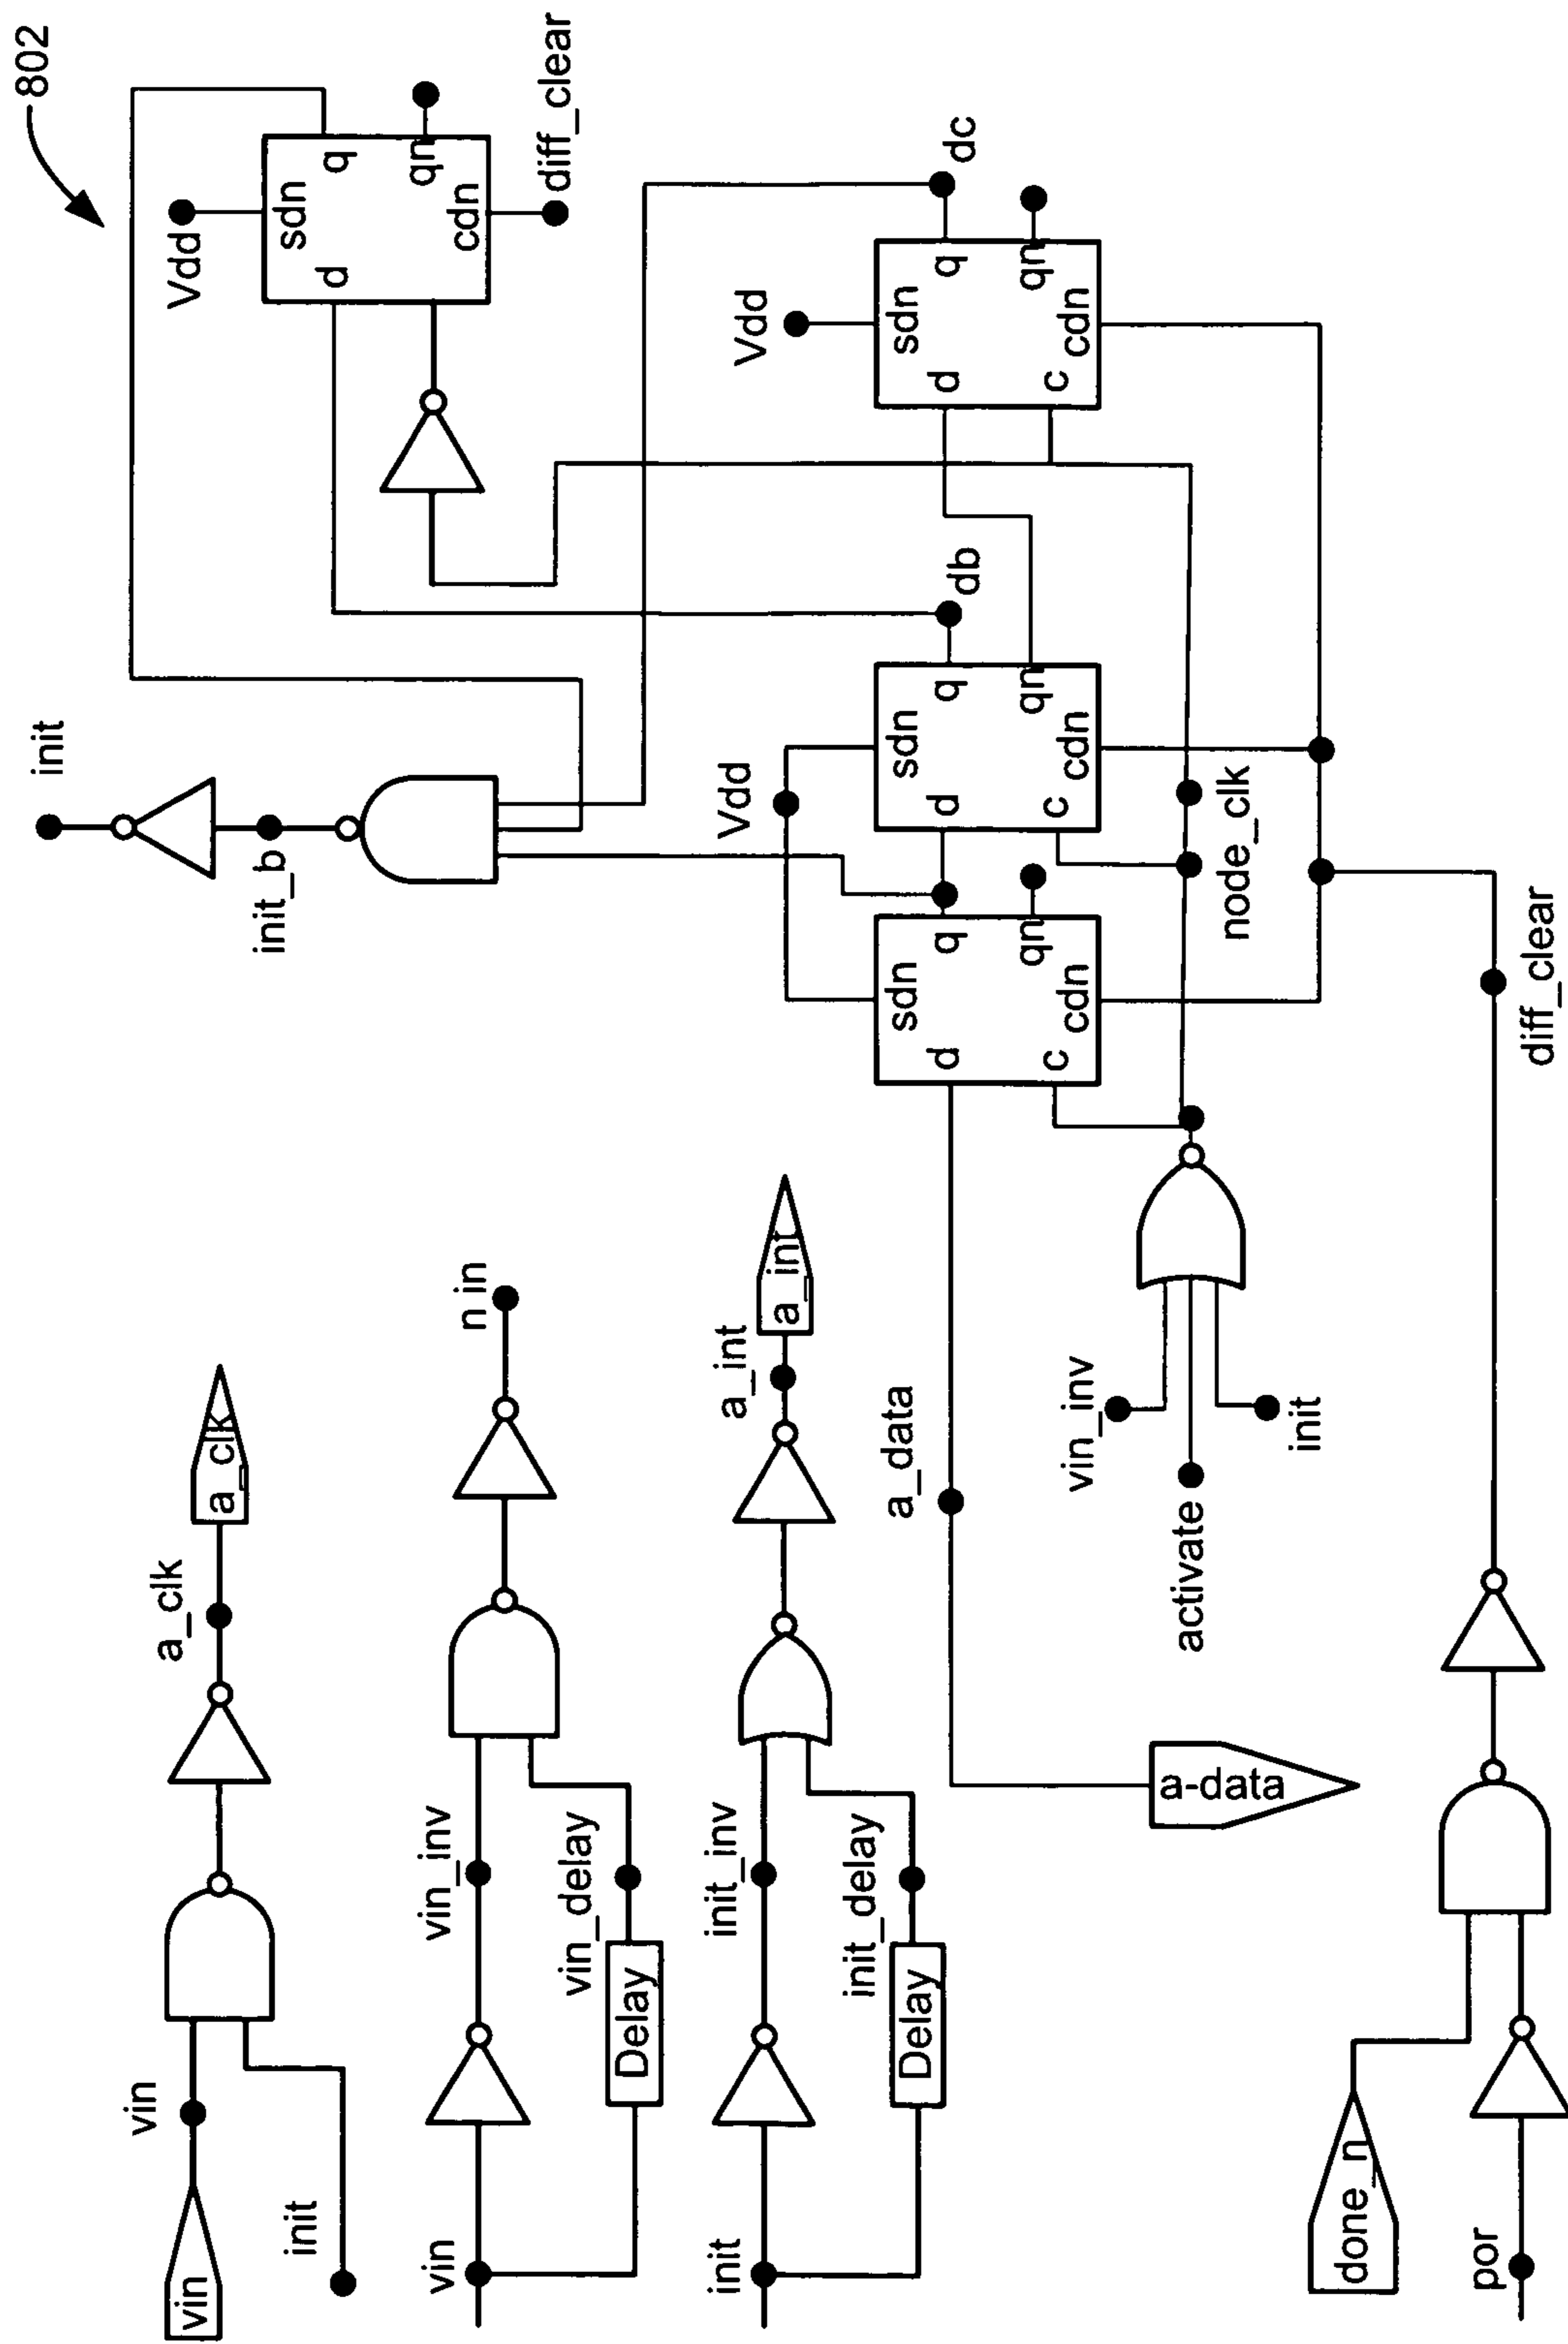 802
init
init_b
Vdd
sdn
q
d
qn
cdn
diff_clear
vin
vin
init
a_clk
a_clk
vin
vin_inv
vin_delay
Delay
n in
init
init_inv
init_delay
Delay
a_int
a_int
Vdd
Vdd
a_data
a-data
sdn
d
q
qn
c
cdn
sdn
d
q
qn
c
cdn
db
sdn
d
q
qn
c
cdn
dc
vin_inv
activate
init
node_clk
done_n
por
diff_clear